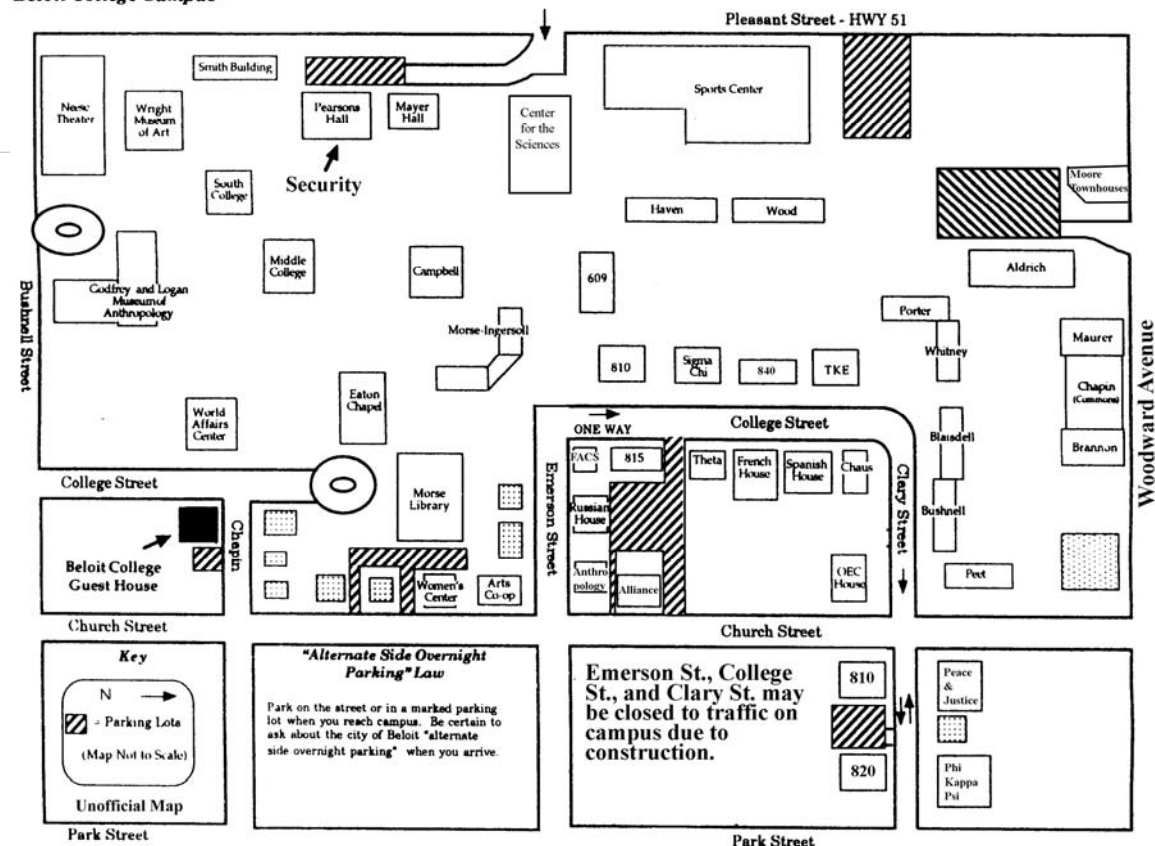 Beloit College Campus
Pleasant Street - HWY 51
Smith Building
Neese
Theater
Wright
Museum
of Art
Pearsons
Hall
Mayer
Hall
Center
for the
Sciences
Sports Center
Moore
Townhouses
South
College
Security
Haven
Wood
Aldrich
Middle
College
Campbell
609
Godfrey and Logan
Museum of
Anthropology
Bushnell Street
Morse-Ingersoll
Porter
Whitney
Maurer
Woodward Avenue
810
Sigma
Chi
840
TKE
Chapin
(Commons)
Eaton
Chapel
World
Affairs
Center
College Street
ONE WAY
Blaisdell
Brannon
College Street
FACS
815
Theta
French
House
Spanish
House
Chaus
Clary Street
Emerson Street
Morse
Library
Russian
House
Bushnell
Chapin
Beloit College
Guest House
Women's
Center
Arts
Co-op
Anthro
pology
Alliance
OEC
House
Peet
Church Street
Church Street
Key
N
= Parking Lots
(Map Not to Scale)
Unofficial Map
Park Street
"Alternate Side Overnight
Parking" Law
Park on the street or in a marked parking
lot when you reach campus. Be certain to
ask about the city of Beloit "alternate
side overnight parking" when you arrive.
Emerson St., College
St., and Clary St. may
be closed to traffic on
campus due to
construction.
810
820
Peace
&
Justice
Phi
Kappa
Psi
Park Street